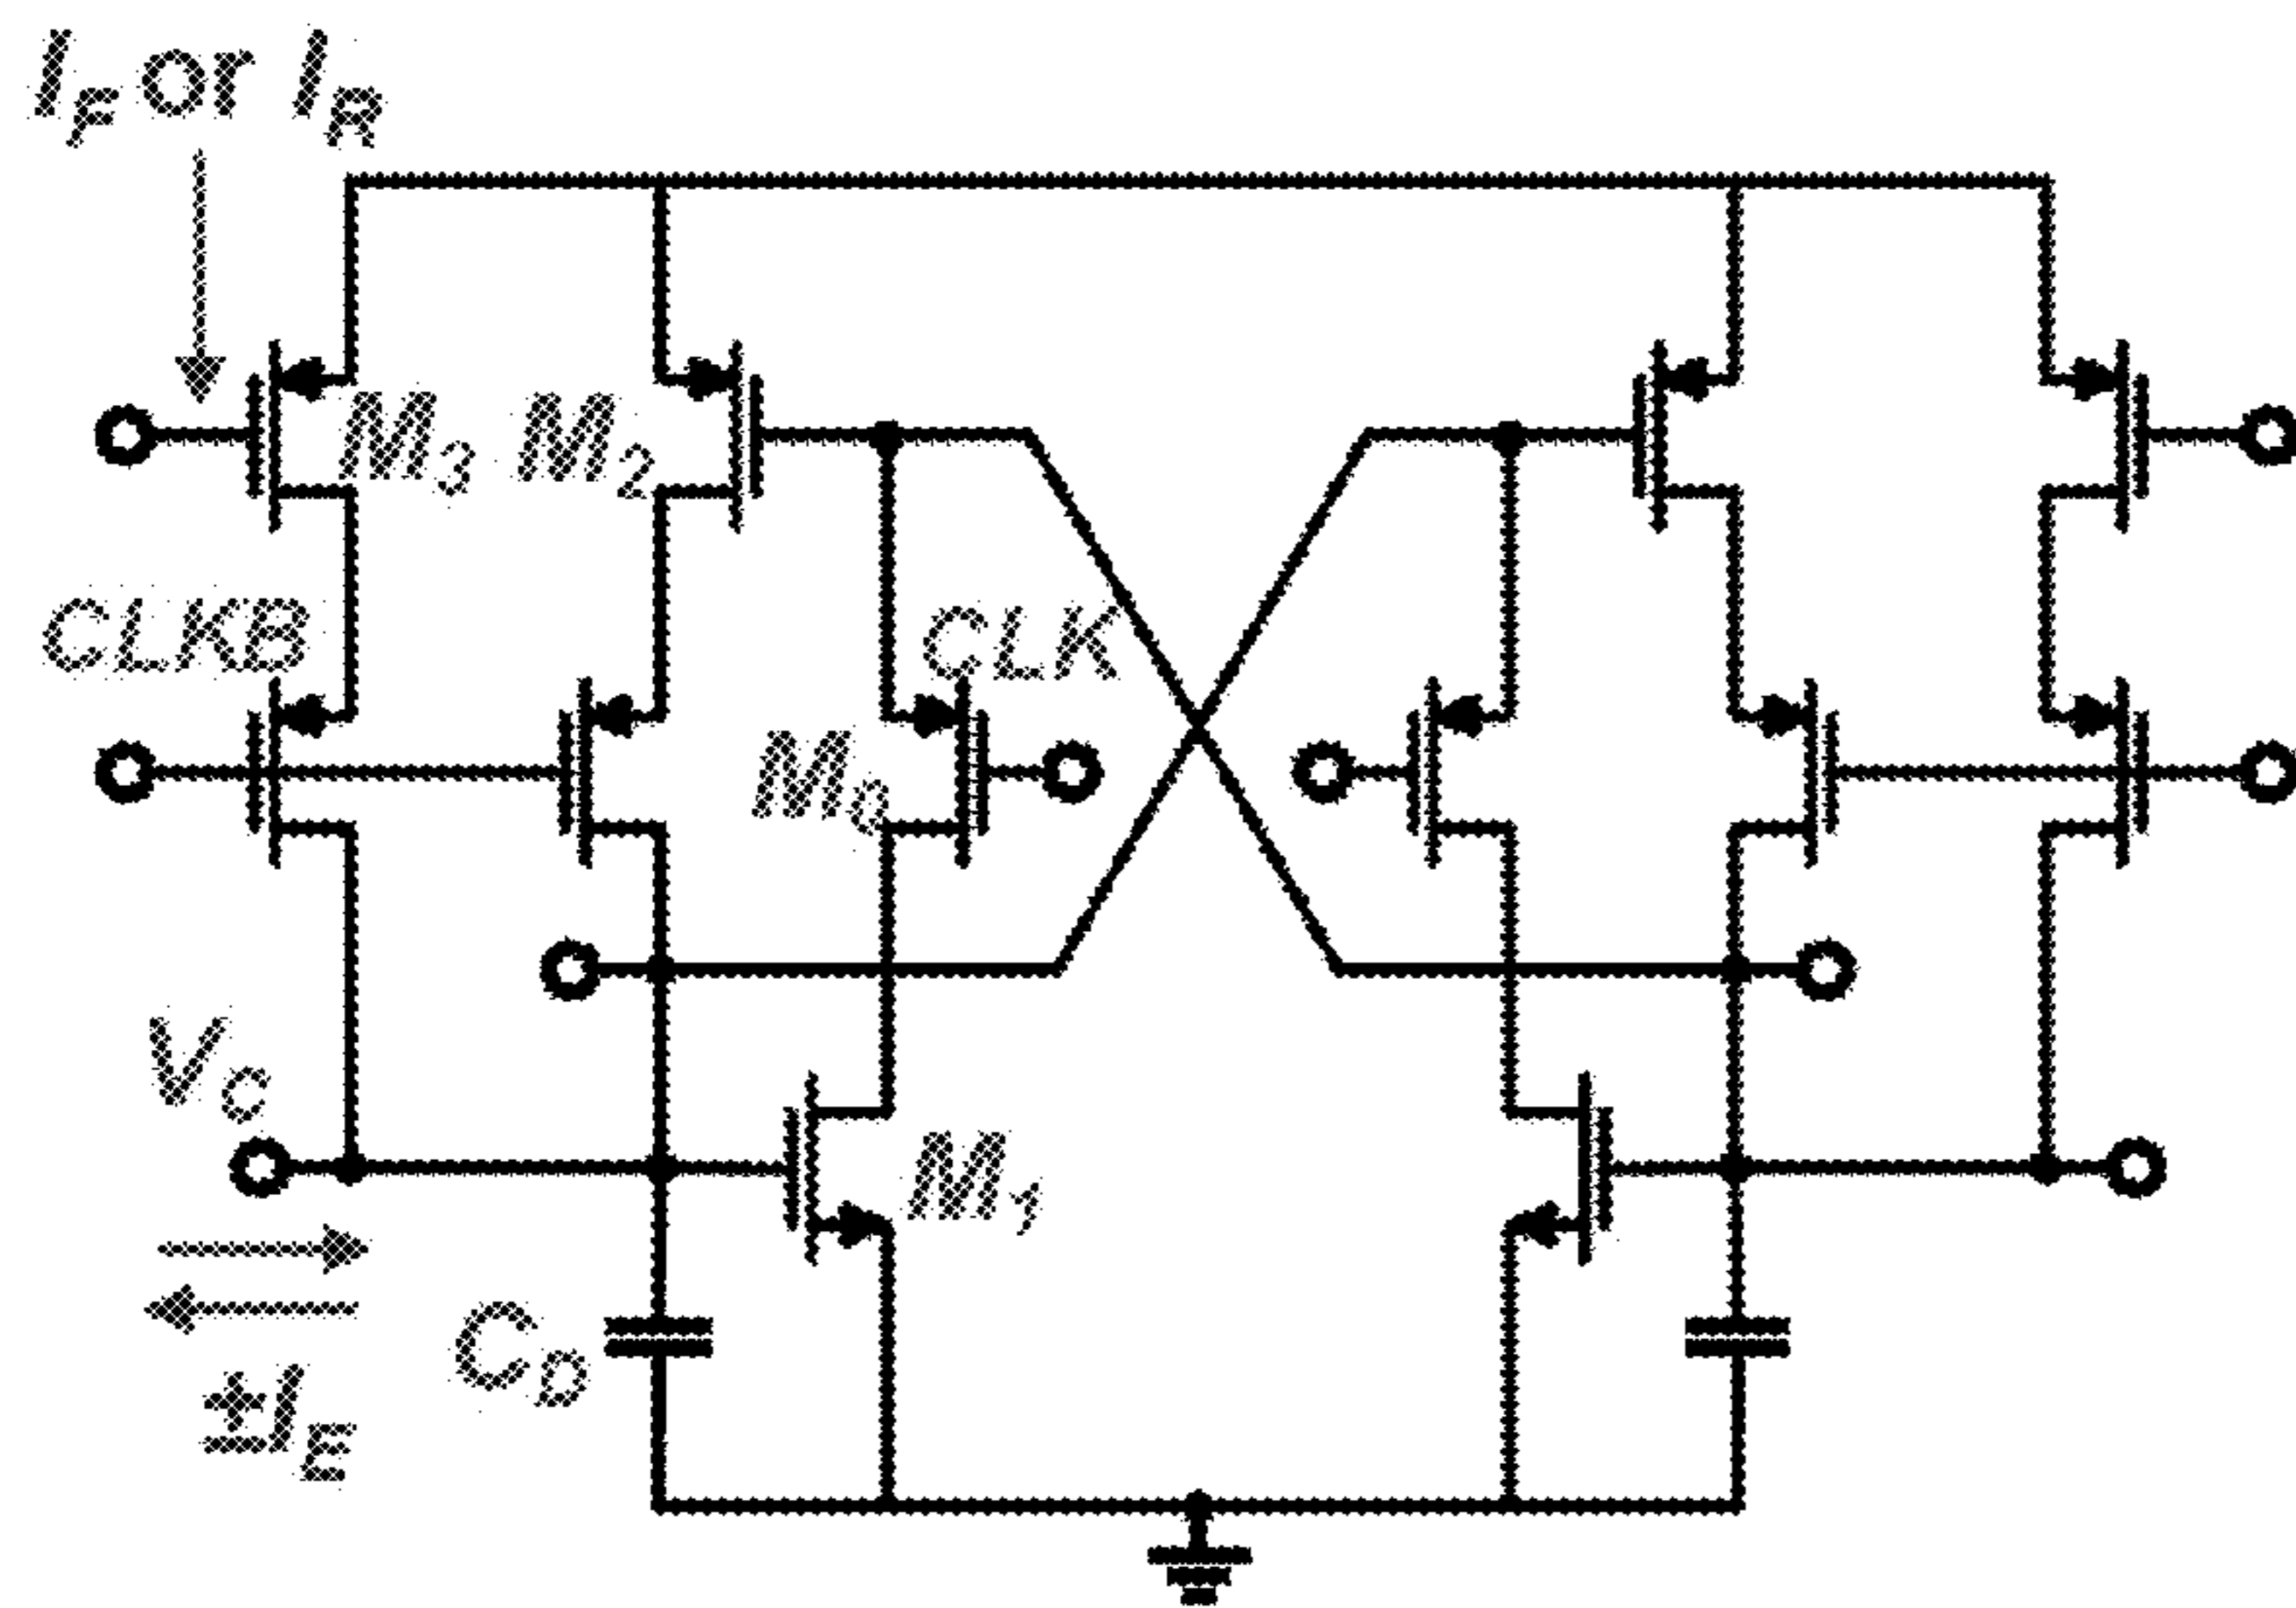 I_F or I_R
M_3 M_2
CLKB
CLK
M_0
V_C
M_1
C_D
±I_E